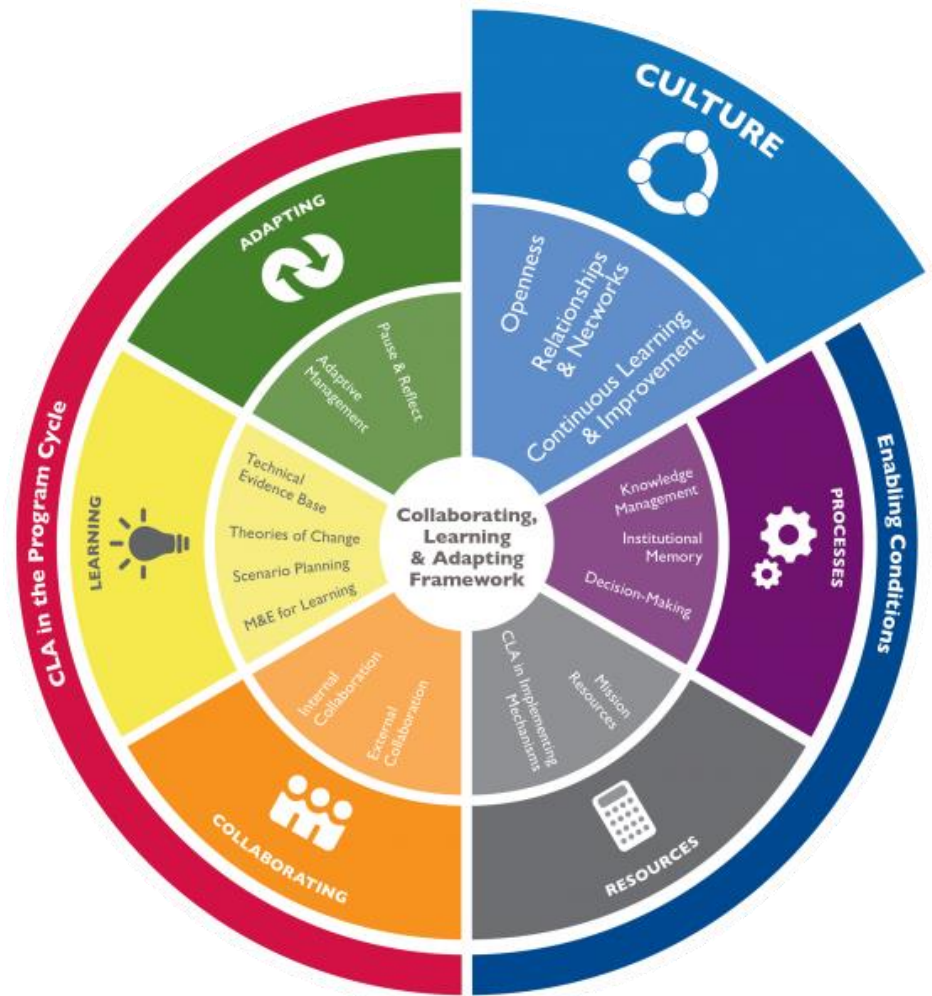 CULTURE
Openness
Relationships
& Networks
Continuous Learning
& Improvement
ADAPTING
Pause & Reflect
Adaptive
Management
CLA in the Program Cycle
LEARNING
Technical
Evidence Base
Theories of Change
Scenario Planning
M&E for Learning
Collaborating,
Learning
& Adapting
Framework
Enabling Conditions
PROCESSES
Knowledge
Management
Institutional
Memory
Decision-Making
COLLABORATING
Internal
Collaboration
External
Collaboration
RESOURCES
CLA in Implementing
Mechanisms
Mission
Resources